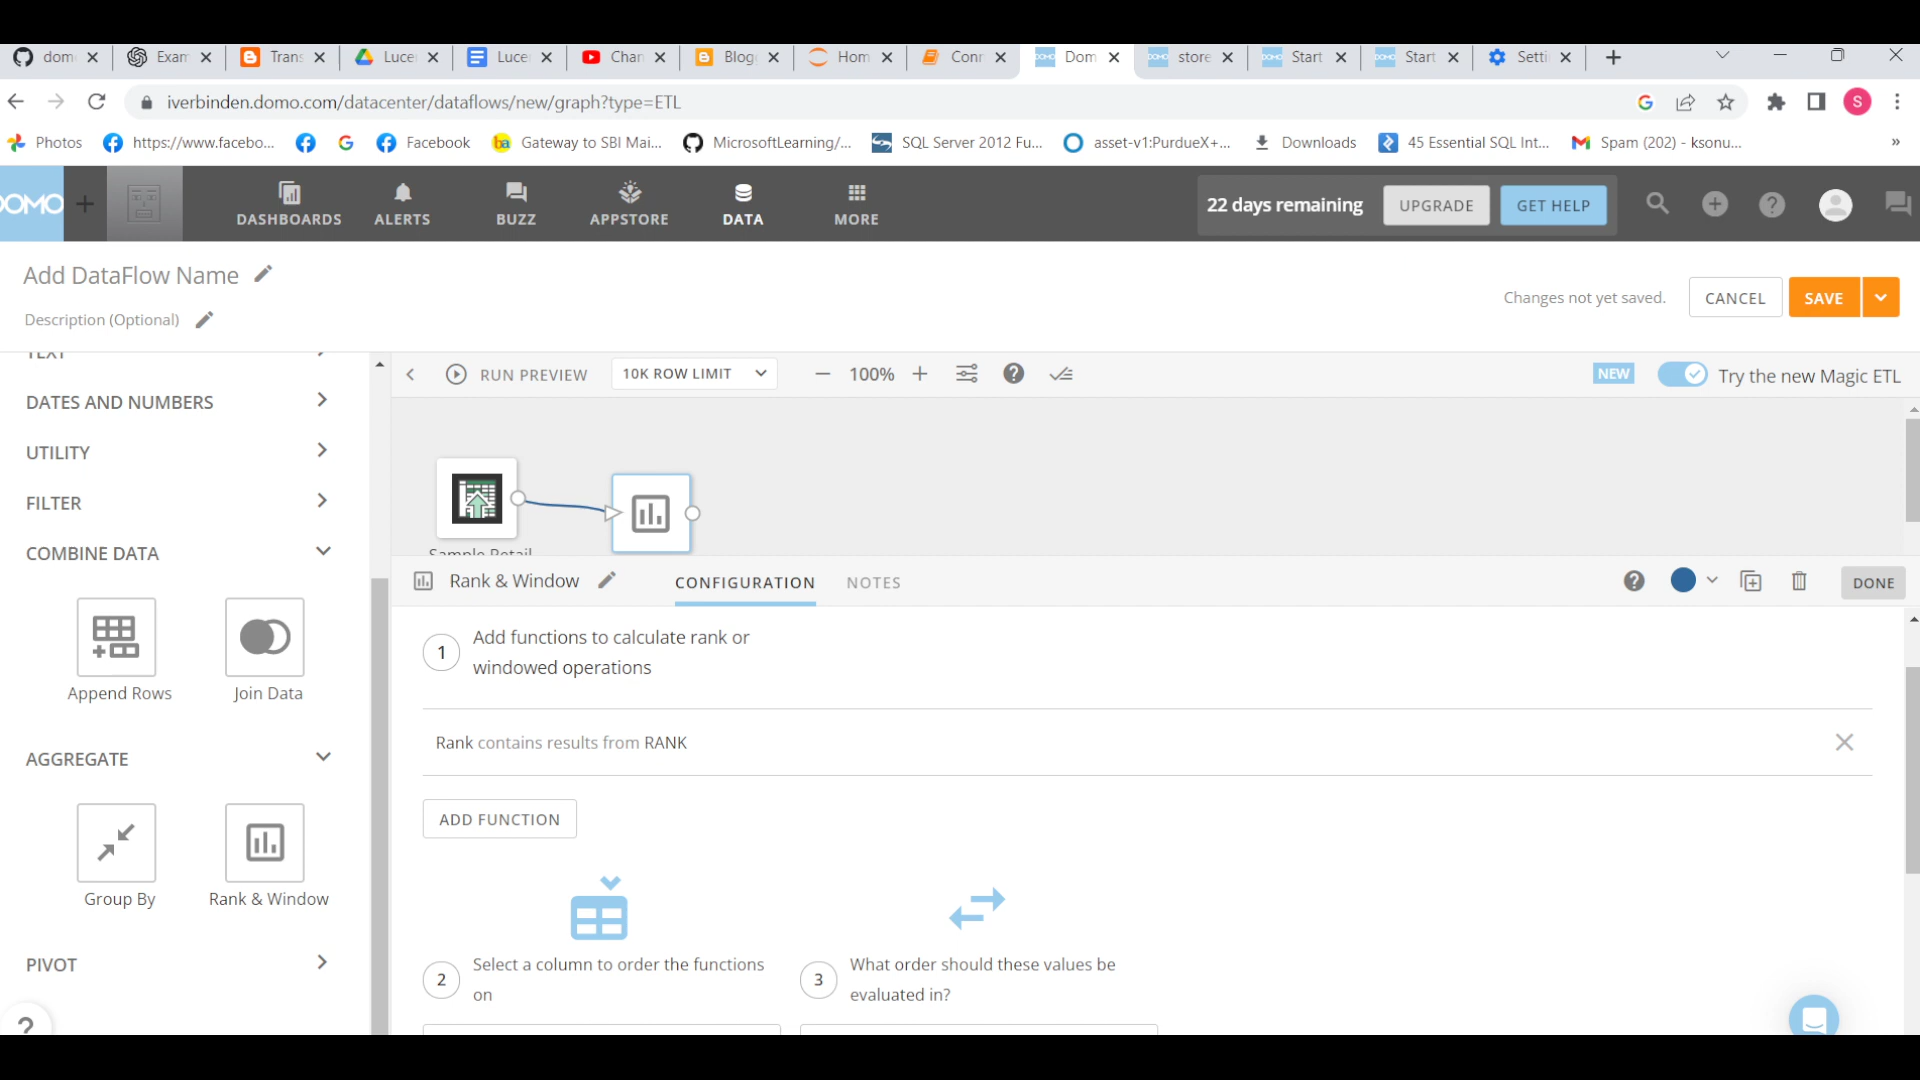 dom
Exam
Trans
Luce
Luce
Chan
Blog
Hom
Conn
Dom
store
Start
Start
Setti
iverbinden.domo.com/datacenter/dataflows/new/graph?type=ETL
S
Photos
https://www.facebo...
Facebook
Gateway to SBI Mai...
MicrosoftLearning/...
SQL Server 2012 Fu...
asset-v1:PurdueX+...
Downloads
45 Essential SQL Int...
Spam (202) - ksonu...
»
DOMO
DASHBOARDS
ALERTS
BUZZ
APPSTORE
DATA
MORE
22 days remaining
UPGRADE
GET HELP
Add DataFlow Name
Description (Optional)
Changes not yet saved.
CANCEL
SAVE
TEXT
DATES AND NUMBERS
UTILITY
FILTER
COMBINE DATA
Append Rows
Join Data
AGGREGATE
Group By
Rank & Window
PIVOT
?
RUN PREVIEW
10K ROW LIMIT
100%
NEW
Try the new Magic ETL
Sample Retail
Rank & Window
CONFIGURATION
NOTES
DONE
1
Add functions to calculate rank or
windowed operations
Rank contains results from RANK
ADD FUNCTION
2
Select a column to order the functions
on
3
What order should these values be
evaluated in?